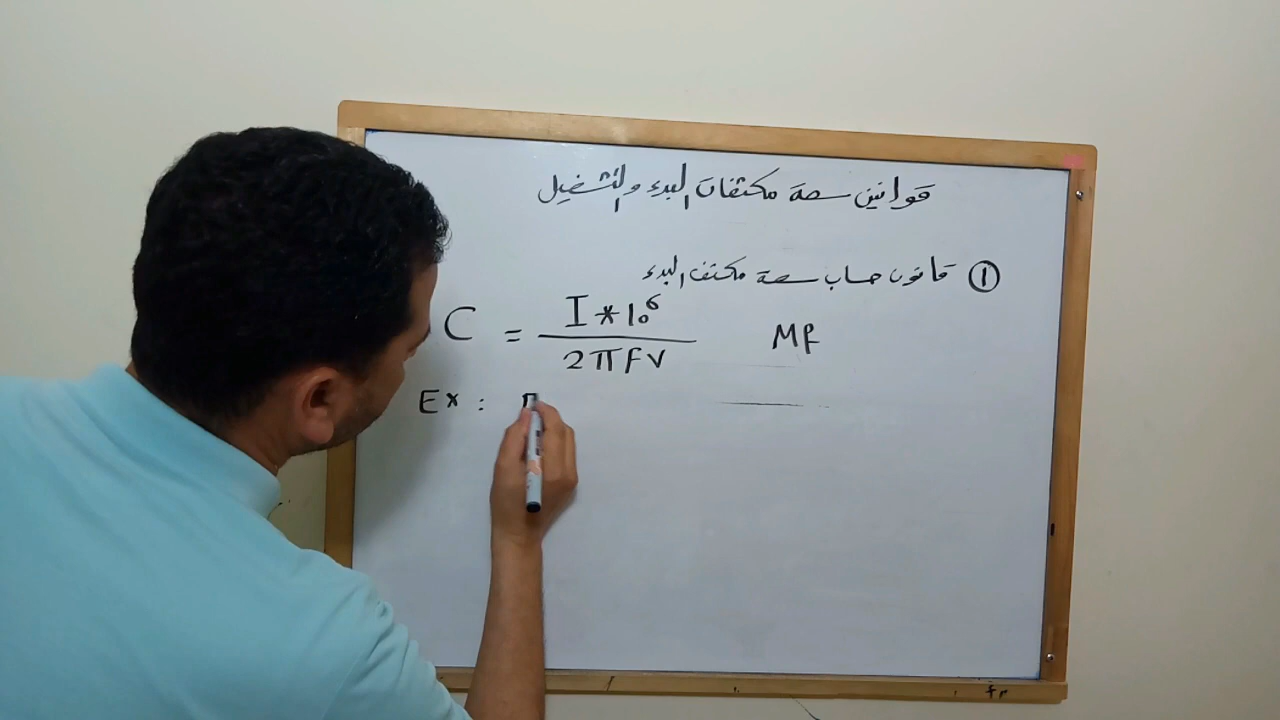 قوانين سعة مكثفات البدء والتشغيل
① قانون حساب سعة مكثف البدء
C = I * 10⁶ / 2πFV MF
Ex :